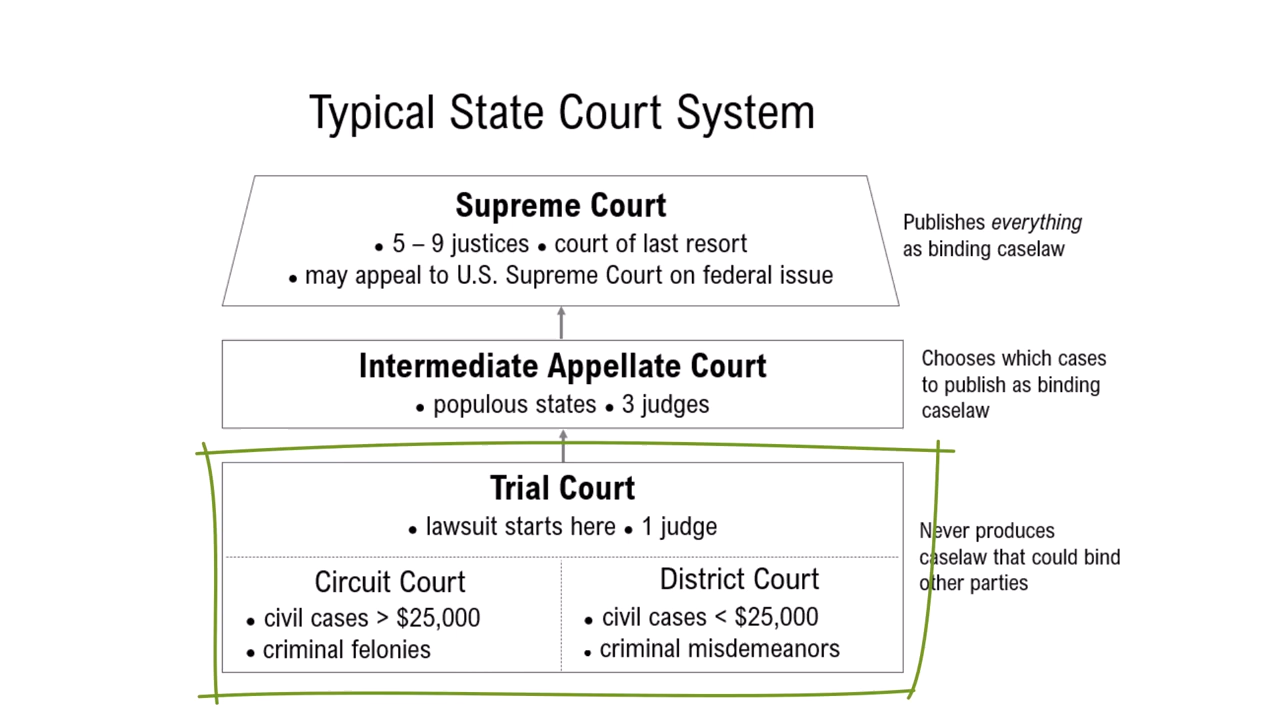 Typical State Court System
Supreme Court
• 5 – 9 justices • court of last resort
• may appeal to U.S. Supreme Court on federal issue
Publishes everything
as binding caselaw
Intermediate Appellate Court
• populous states • 3 judges
Chooses which cases
to publish as binding
caselaw
Trial Court
• lawsuit starts here • 1 judge
Never produces
caselaw that could bind
other parties
Circuit Court
• civil cases > $25,000
• criminal felonies
District Court
• civil cases < $25,000
• criminal misdemeanors